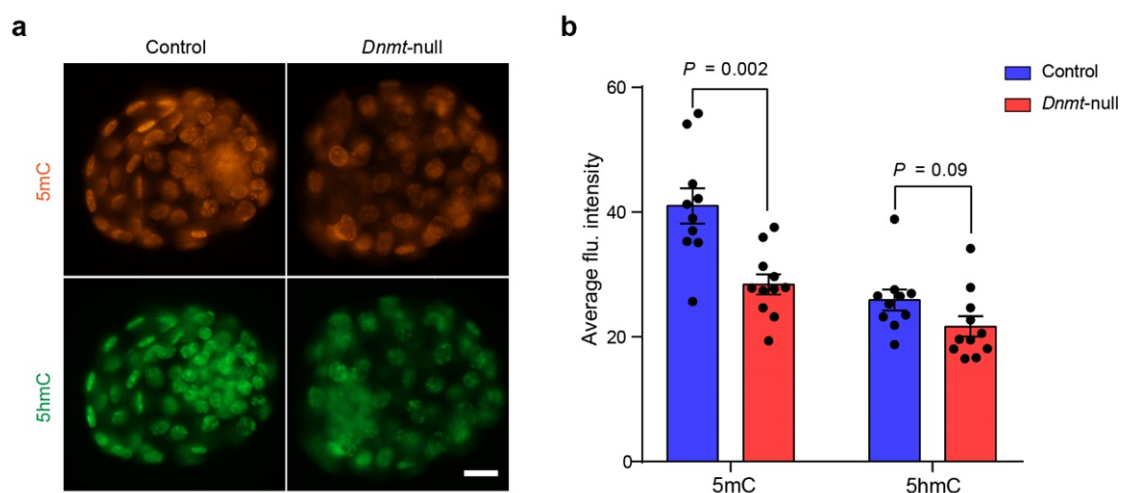 a
Control
Dnmt-null
5mC
5hmC
b
P = 0.002
Control
Dnmt-null
60
P = 0.09
40
Average flu. intensity
20
0
5mC
5hmC